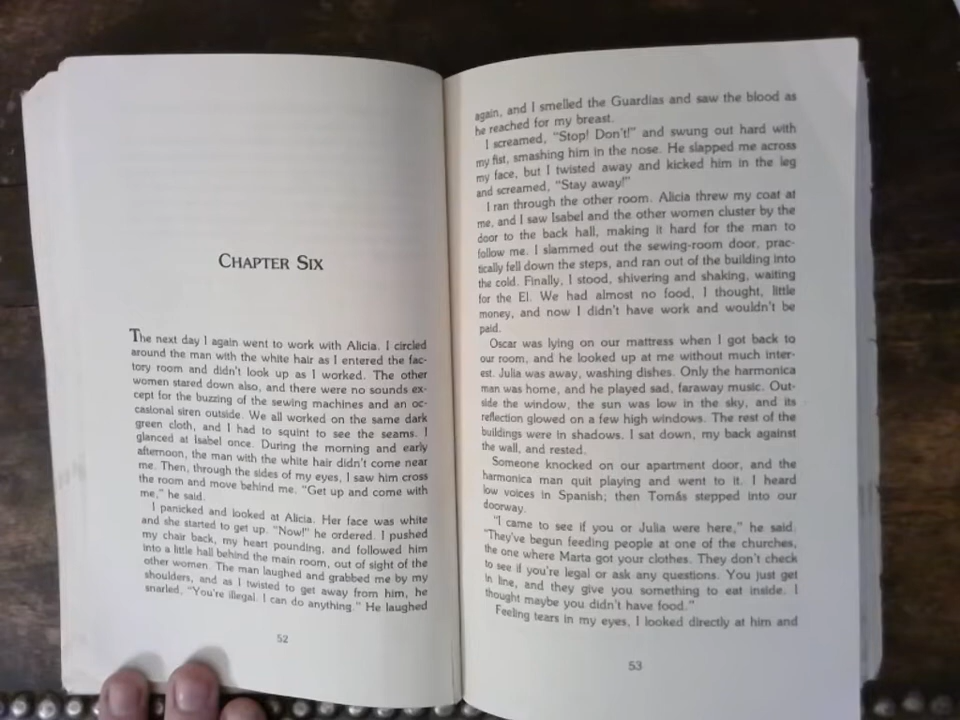 CHAPTER SIX
The next day I again went to work with Alicia. I circled
around the man with the white hair as I entered the fac-
tory room and didn't look up as I worked. The other
women stared down also, and there were no sounds ex-
cept for the buzzing of the sewing machines and an oc-
casional siren outside. We all worked on the same dark
green cloth, and I had to squint to see the seams. I
glanced at Isabel once. During the morning and early
afternoon, the man with the white hair didn't come near
me. Then, through the sides of my eyes, I saw him cross
the room and move behind me. "Get up and come with
me," he said.
I panicked and looked at Alicia. Her face was white
and she started to get up. "Now!" he ordered. I pushed
my chair back, my heart pounding, and followed him
into a little hall behind the main room, out of sight of the
other women. The man laughed and grabbed me by my
shoulders, and as I twisted to get away from him, he
snarled, "You're illegal. I can do anything." He laughed
52
again, and I smelled the Guardias and saw the blood as
he reached for my breast.
I screamed, "Stop! Don't!" and swung out hard with
my fist, smashing him in the nose. He slapped me across
my face, but I twisted away and kicked him in the leg
and screamed, "Stay away!"
I ran through the other room. Alicia threw my coat at
me, and I saw Isabel and the other women cluster by the
door to the back hall, making it hard for the man to
follow me. I slammed out the sewing-room door, prac-
tically fell down the steps, and ran out of the building into
the cold. Finally, I stood, shivering and shaking, waiting
for the El. We had almost no food, I thought, little
money, and now I didn't have work and wouldn't be
paid.
Oscar was lying on our mattress when I got back to
our room, and he looked up at me without much inter-
est. Julia was away, washing dishes. Only the harmonica
man was home, and he played sad, faraway music. Out-
side the window, the sun was low in the sky, and its
reflection glowed on a few high windows. The rest of the
buildings were in shadows. I sat down, my back against
the wall, and rested.
Someone knocked on our apartment door, and the
harmonica man quit playing and went to it. I heard
low voices in Spanish; then Tomás stepped into our
doorway.
"I came to see if you or Julia were here," he said.
"They've begun feeding people at one of the churches,
the one where Marta got your clothes. They don't check
to see if you're legal or ask any questions. You just get
in line, and they give you something to eat inside. I
thought maybe you didn't have food."
Feeling tears in my eyes, I looked directly at him and
53